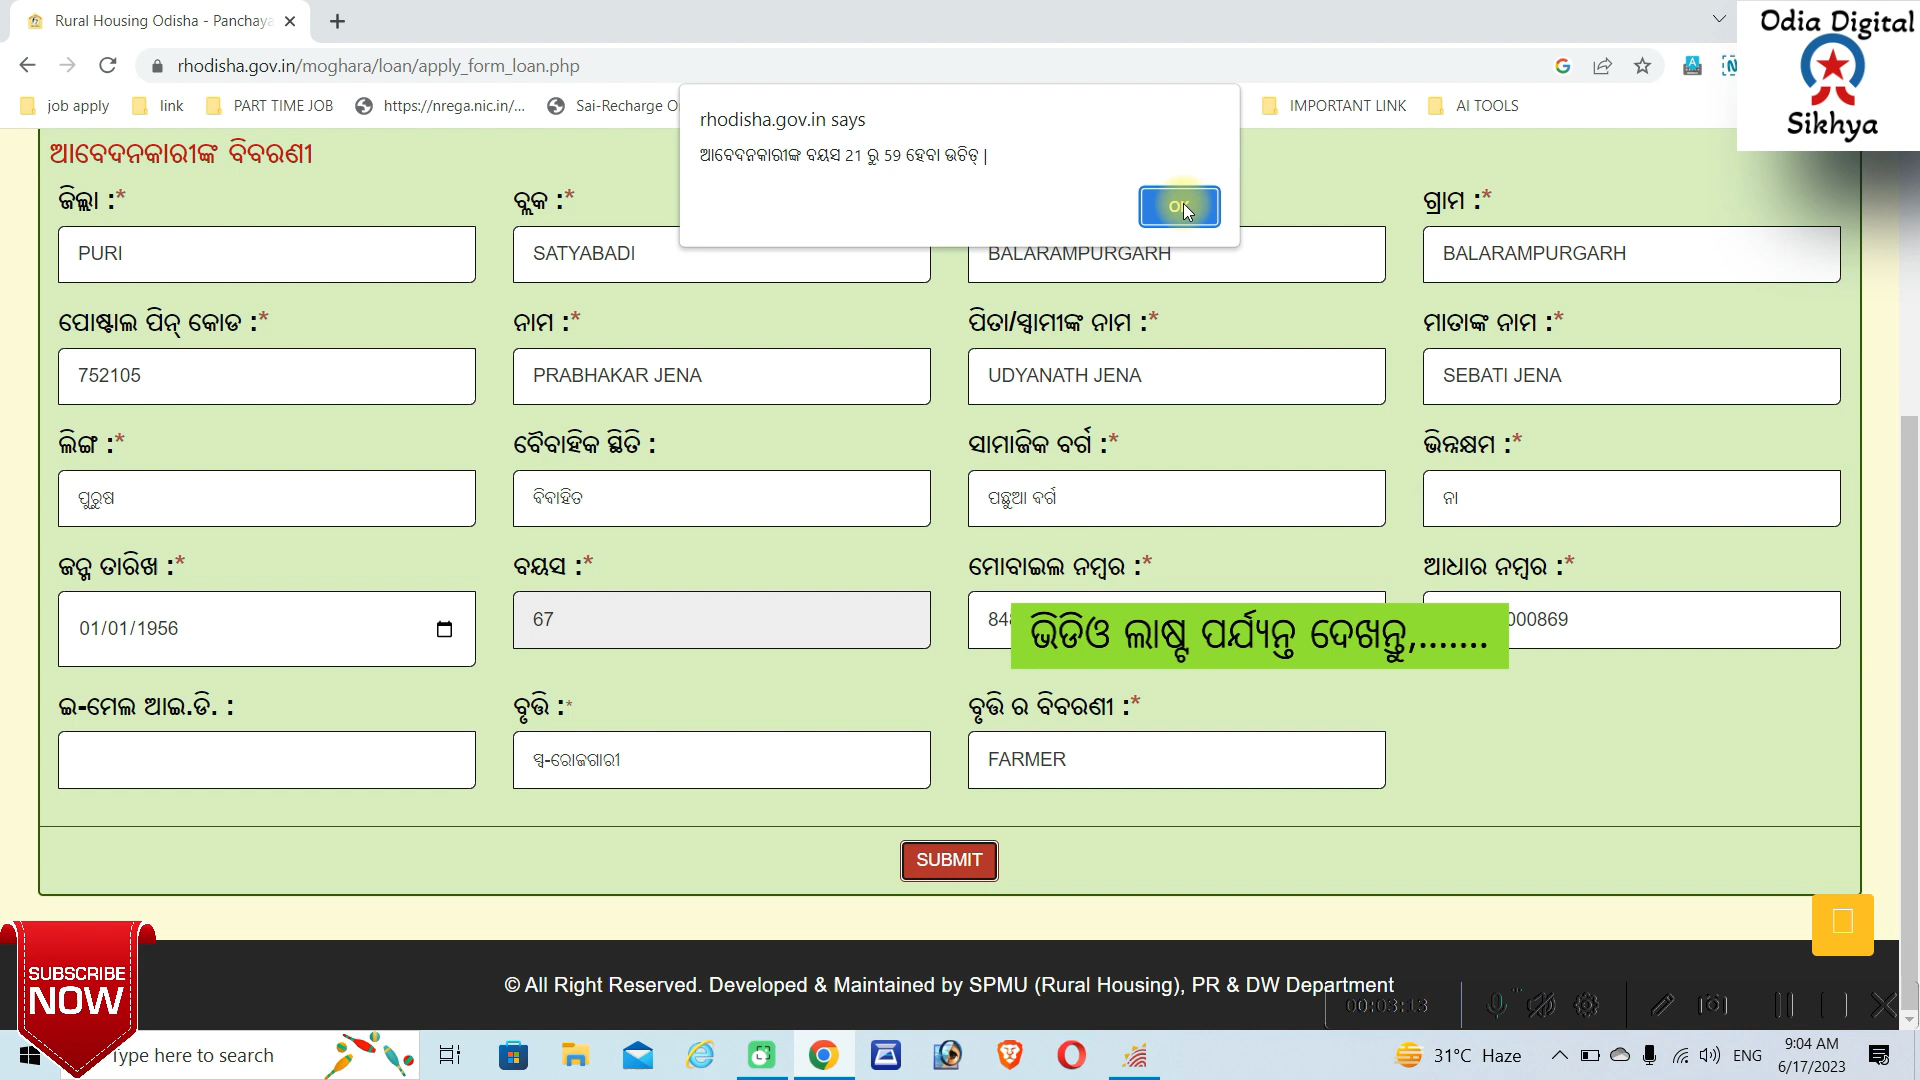 Rural Housing Odisha - Panchaya
Odia Digital
Sikhya
rhodisha.gov.in/moghara/loan/apply_form_loan.php
job apply
link
PART TIME JOB
https://nrega.nic.in/...
Sai-Recharge O
IMPORTANT LINK
AI TOOLS
rhodisha.gov.in says
ଆବେଦନକାରୀଙ୍କ ବୟସ 21 ରୁ 59 ହେବା ଉଚିତ୍ |
OK
ଆବେଦନକାରୀଙ୍କ ବିବରଣୀ
ଜିଲ୍ଲା :*
ବ୍ଲକ :*
ଗ୍ରାମ :*
PURI
SATYABADI
BALARAMPURGARH
BALARAMPURGARH
ପୋଷ୍ଟାଲ ପିନ୍ କୋଡ :*
ନାମ :*
ପିତା/ସ୍ୱାମୀଙ୍କ ନାମ :*
ମାତାଙ୍କ ନାମ :*
752105
PRABHAKAR JENA
UDYANATH JENA
SEBATI JENA
ଲିଙ୍ଗ :*
ବୈବାହିକ ସ୍ଥିତି :
ସାମାଜିକ ବର୍ଗ :*
ଭିନ୍ନକ୍ଷମ :*
ପୁରୁଷ
ବିବାହିତ
ପଛୁଆ ବର୍ଗ
ନା
ଜନ୍ମ ତାରିଖ :*
ବୟସ :*
ମୋବାଇଲ ନମ୍ବର :*
ଆଧାର ନମ୍ବର :*
01/01/1956
67
000869
ଭିଡିଓ ଲାଷ୍ଟ ପର୍ଯ୍ୟନ୍ତ ଦେଖନ୍ତୁ,.......
ଇ-ମେଲ ଆଇ.ଡି. :
ବୃତ୍ତି :*
ବୃତ୍ତି ର ବିବରଣୀ :*
ସ୍ୱ-ରୋଜଗାରୀ
FARMER
SUBMIT
© All Right Reserved. Developed & Maintained by SPMU (Rural Housing), PR & DW Department
00:03:13
SUBSCRIBE
NOW
Type here to search
31°C Haze
ENG
9:04 AM
6/17/2023